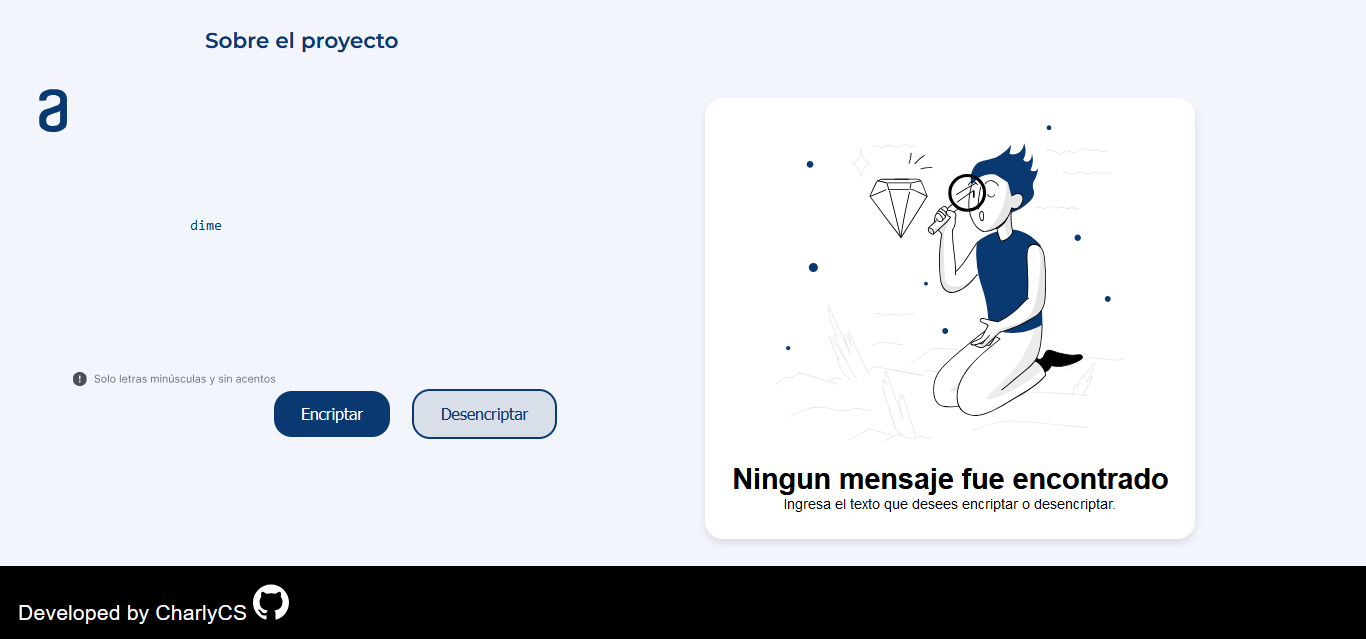 Sobre el proyecto
a
dime
Solo letras minúsculas y sin acentos
Encriptar
Desencriptar
Ningun mensaje fue encontrado
Ingresa el texto que desees encriptar o desencriptar.
Developed by CharlyCS